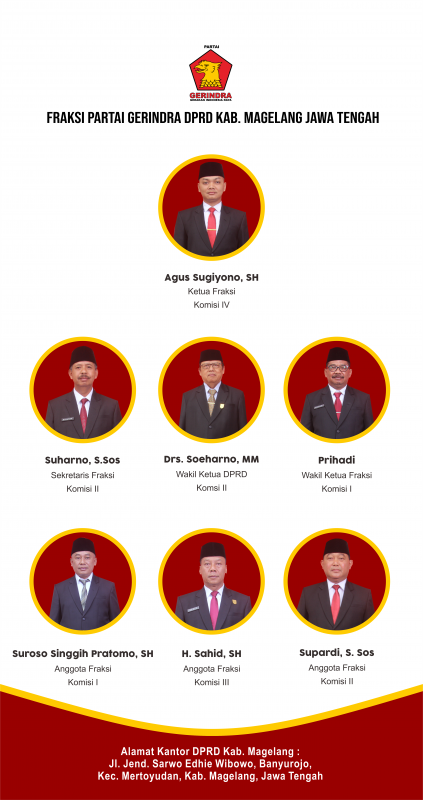 PARTAI
GERINDRA
GERAKAN INDONESIA RAYA
FRAKSI PARTAI GERINDRA DPRD KAB. MAGELANG JAWA TENGAH
Agus Sugiyono, SH
Ketua Fraksi
Komisi IV
Suharno, S.Sos
Sekretaris Fraksi
Komisi II
Drs. Soeharno, MM
Wakil Ketua DPRD
Komsi II
Prihadi
Wakil Ketua Fraksi
Komisi I
Suroso Singgih Pratomo, SH
Anggota Fraksi
Komisi I
H. Sahid, SH
Anggota Fraksi
Komisi III
Supardi, S. Sos
Anggota Fraksi
Komisi II
Alamat Kantor DPRD Kab. Magelang :
Jl. Jend. Sarwo Edhie Wibowo, Banyurojo,
Kec. Mertoyudan, Kab. Magelang, Jawa Tengah